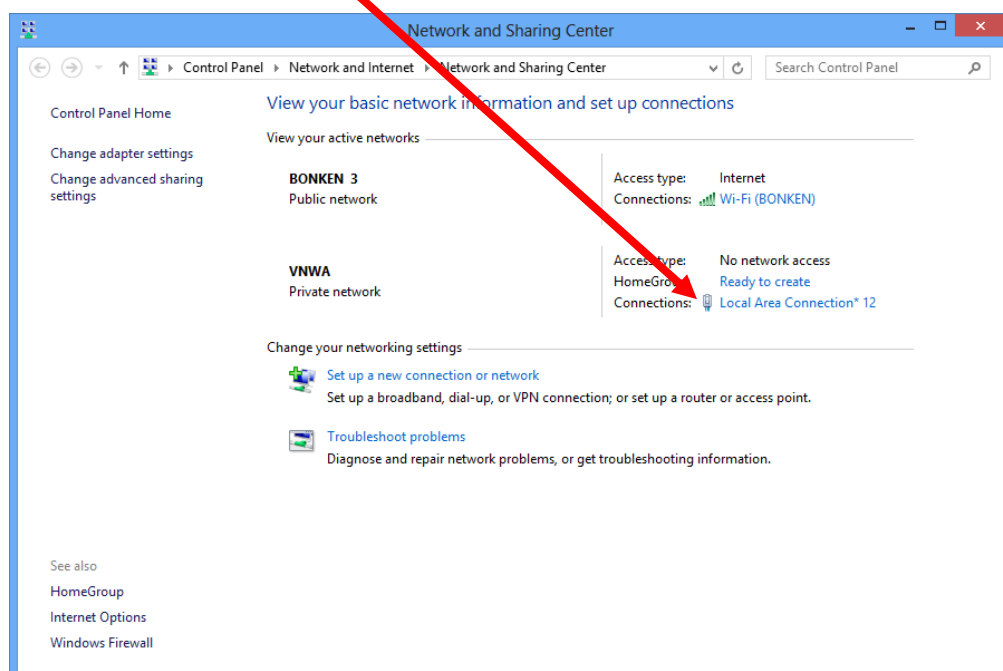 Network and Sharing Center
Control Panel Network and Internet Network and Sharing Center
Search Control Panel
Control Panel Home
Change adapter settings
Change advanced sharing
settings
View your basic network information and set up connections
View your active networks
BONKEN 3
Public network
Access type: Internet
Connections: Wi-Fi (BONKEN)
VNWA
Private network
Access type: No network access
HomeGroup Ready to create
Connections: Local Area Connection* 12
Change your networking settings
Set up a new connection or network
Set up a broadband, dial-up, or VPN connection; or set up a router or access point.
Troubleshoot problems
Diagnose and repair network problems, or get troubleshooting information.
See also
HomeGroup
Internet Options
Windows Firewall